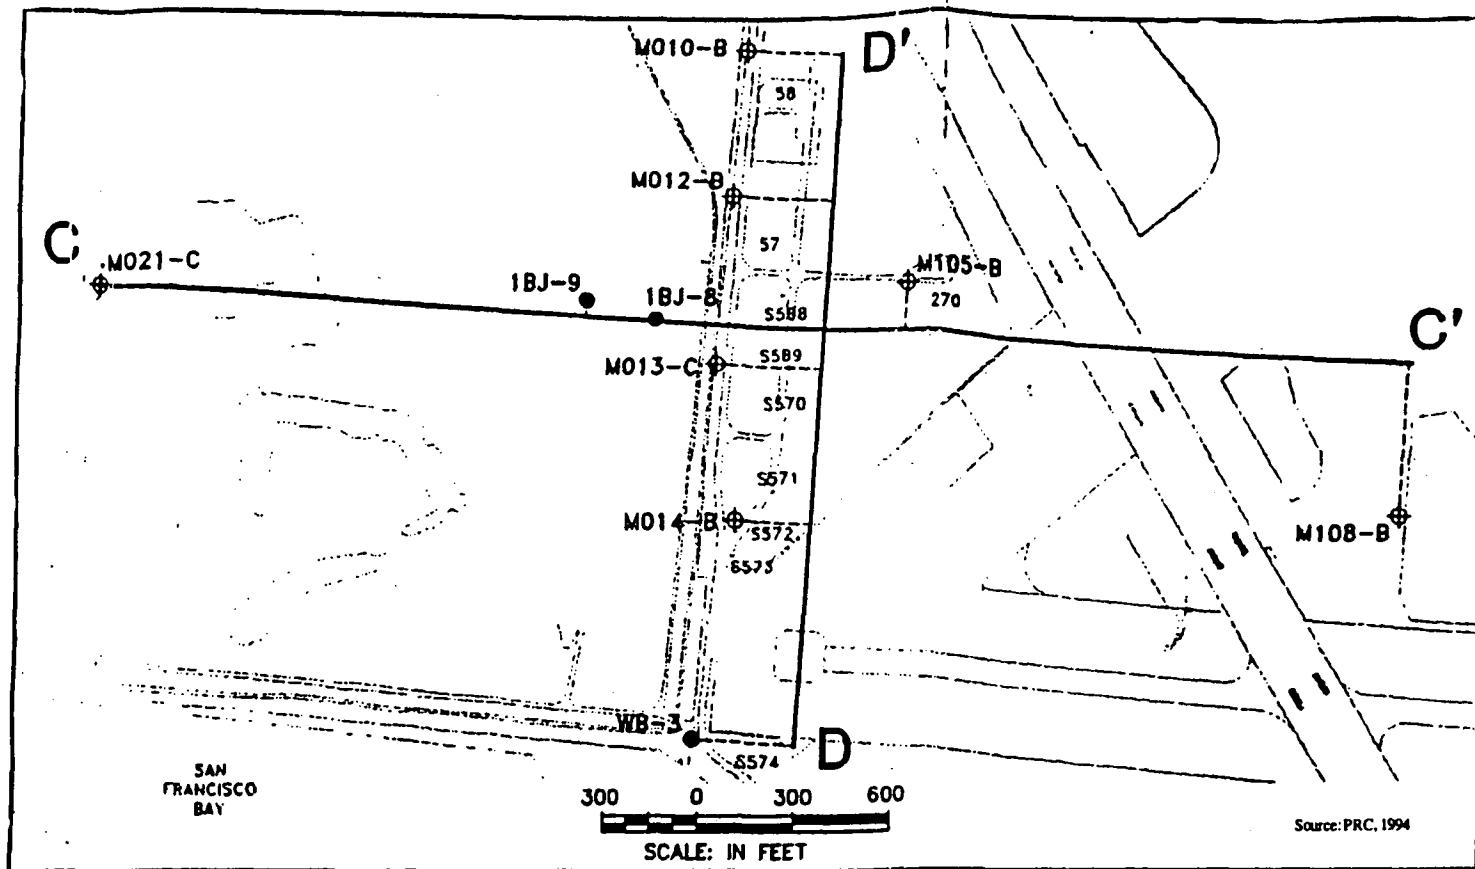 M010-B
D'
58
M012-B
57
C
M021-C
M105-B
1BJ-9
1BJ-8
270
S588
C'
M013-C
S589
S570
S571
M014-B
S572
S573
M108-B
WB-3
D
S574
SAN
FRANCISCO
BAY
300 0 300 600
SCALE: IN FEET
Source: PRC, 1994